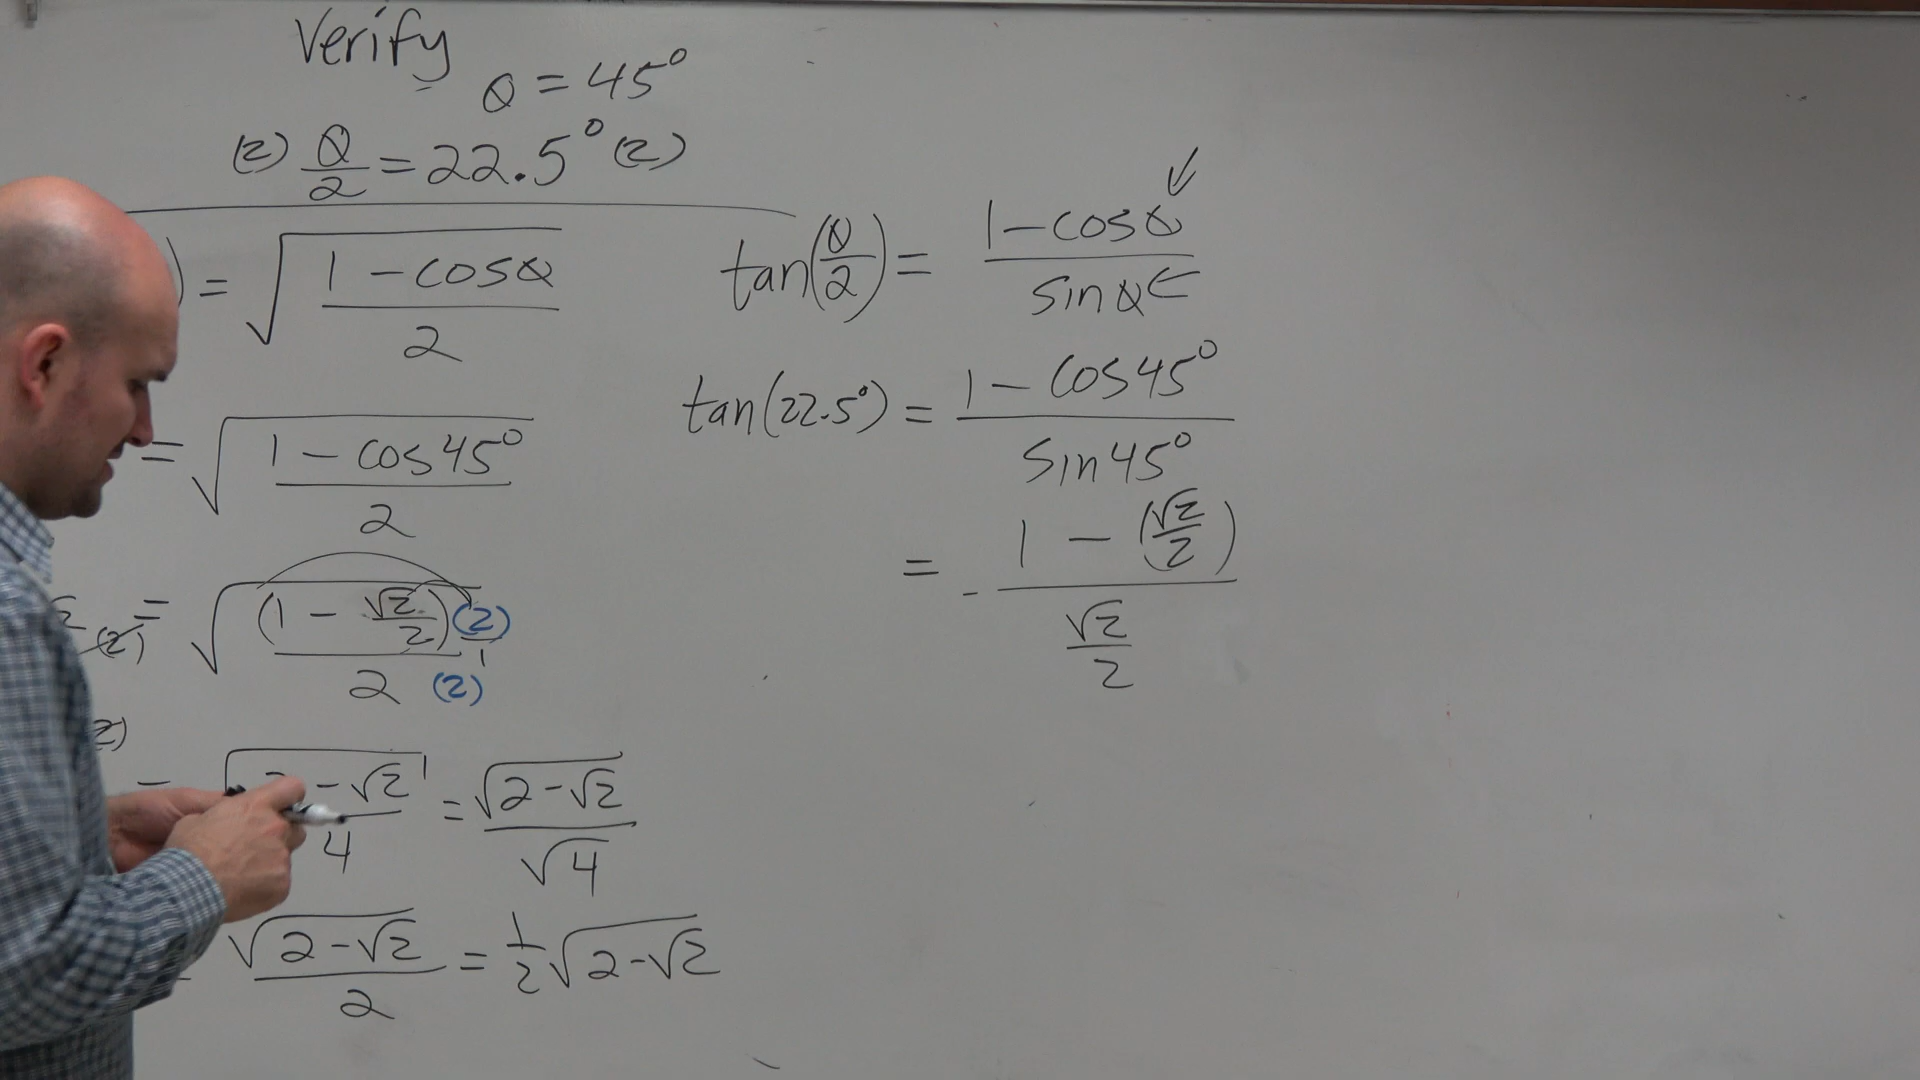 Verify
θ = 45°
(2) θ/2 = 22.5° (2)
) = √((1 - cosθ)/2)
= √((1 - cos45°)/2)
(2) = √((1 - √2/2)(2)/1 / 2(2))
2)
- √2 / 4 = √(2-√2)/√4
√(2-√2)/2 = 1/2 √(2-√2)
tan(θ/2) = (1-cosθ)/(sinθ) ←
tan(22.5°) = (1 - cos45°)/(sin45°)
= (1 - (√2/2))/(√2/2)